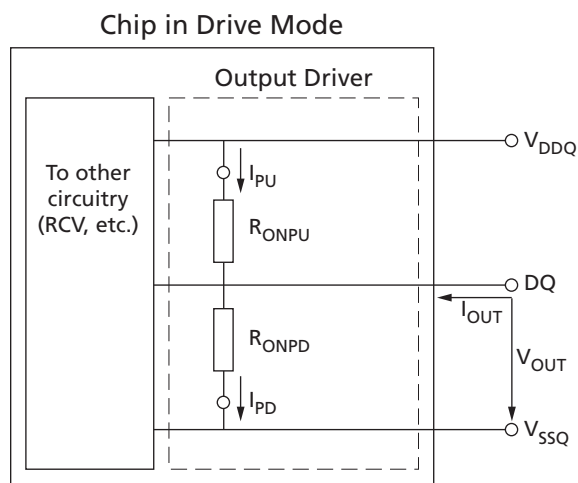 Chip in Drive Mode
Output Driver
To other
circuitry
(RCV, etc.)
VDDQ
IPU
RONPU
DQ
IOUT
RONPD
VOUT
IPD
VSSQ